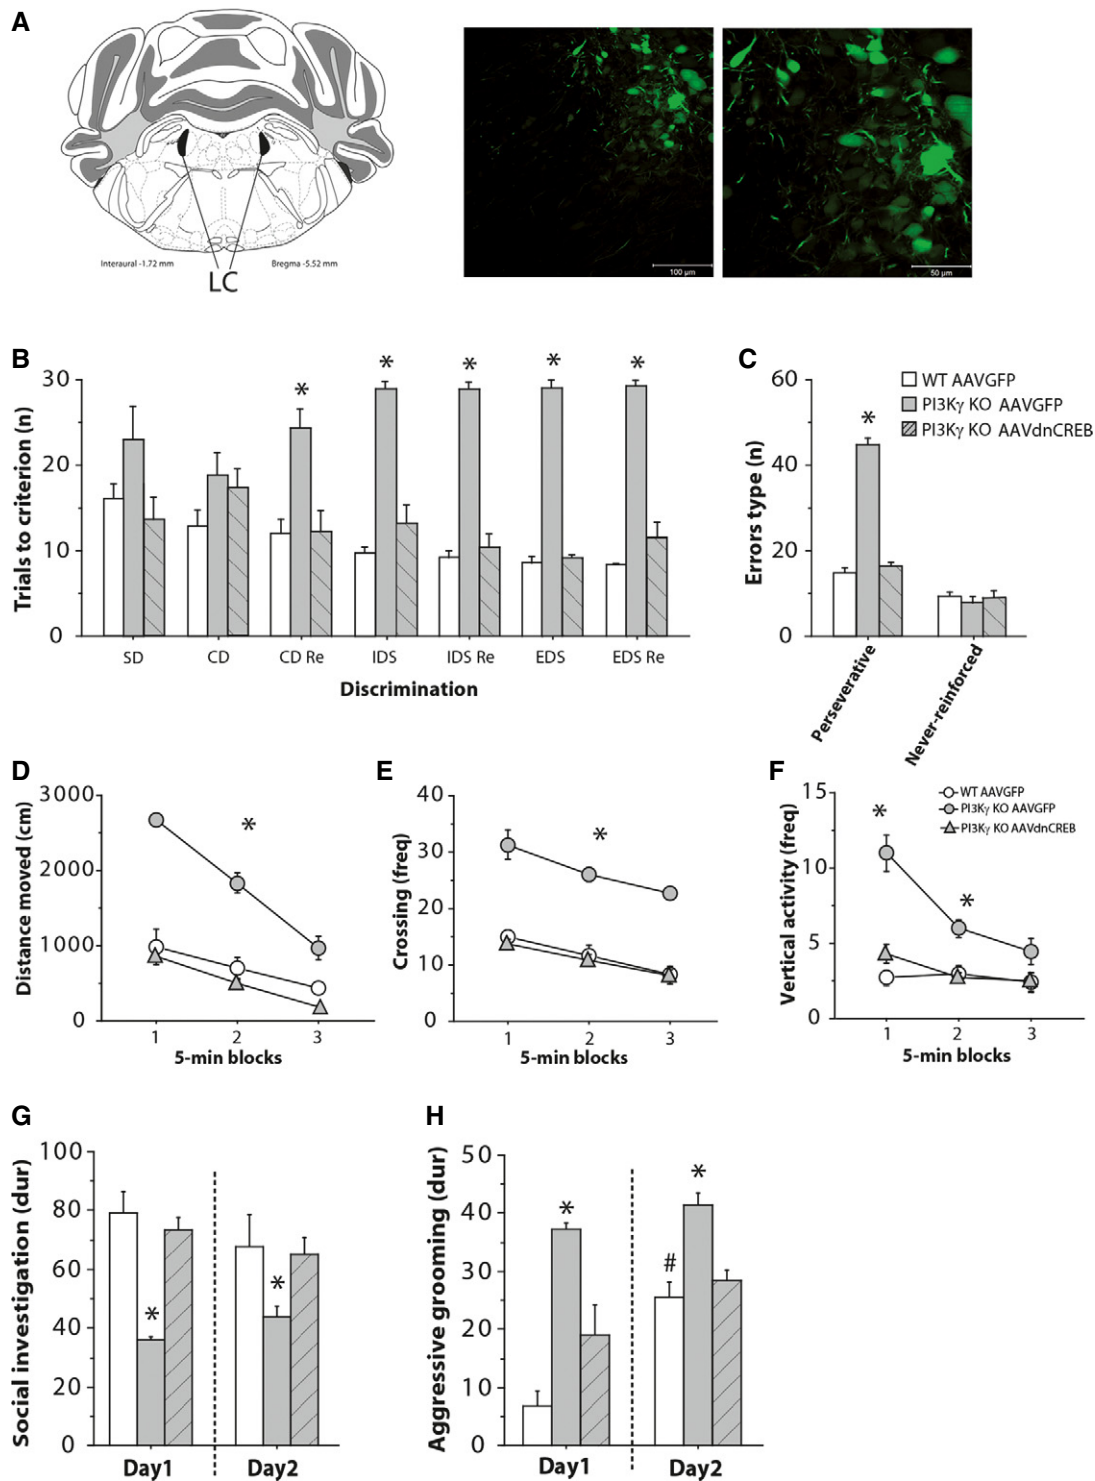 A
Interaural -1.72 mm
Bregma -5.52 mm
LC
100 µm
50 µm
B
Trials to criterion (n)
30
20
10
0
*
*
*
*
*
SD
CD
CD Re
IDS
IDS Re
EDS
EDS Re
Discrimination
C
Errors type (n)
60
40
20
0
*
WT AAVGFP
PI3Kγ KO AAVGFP
PI3Kγ KO AAVdnCREB
Perseverative
Never-reinforced
D
Distance moved (cm)
3000
2000
1000
0
*
1
2
3
5-min blocks
E
Crossing (freq)
40
30
20
10
0
*
1
2
3
5-min blocks
F
Vertical activity (freq)
15
10
5
0
*
*
WT AAVGFP
PI3Kγ KO AAVGFP
PI3Kγ KO AAVdnCREB
1
2
3
5-min blocks
G
Social investigation (dur)
100
80
60
40
20
0
*
*
Day1
Day2
H
Aggressive grooming (dur)
50
40
30
20
10
0
*
#
*
Day1
Day2